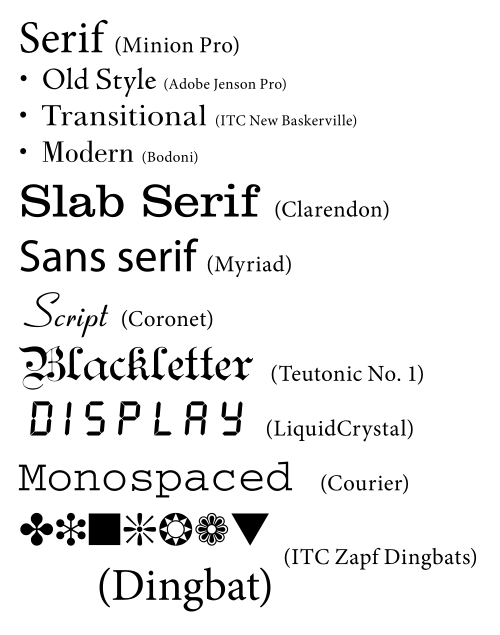 Serif (Minion Pro)
• Old Style (Adobe Jenson Pro)
• Transitional (ITC New Baskerville)
• Modern (Bodoni)
Slab Serif (Clarendon)
Sans serif (Myriad)
Script (Coronet)
Blackletter (Teutonic No. 1)
DISPLAY (LiquidCrystal)
Monospaced (Courier)
✤✻■❊❂❁▼ (ITC Zapf Dingbats)
(Dingbat)